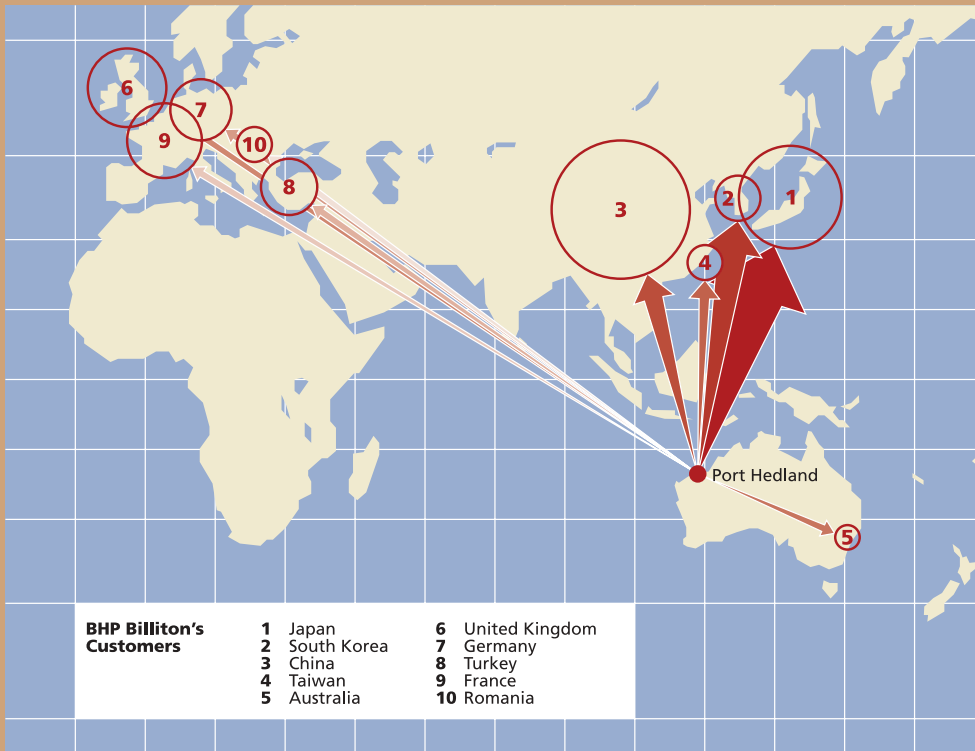 6
7
9
10
8
3
2
1
4
Port Hedland
5
BHP Billiton's
Customers
1 Japan
2 South Korea
3 China
4 Taiwan
5 Australia
6 United Kingdom
7 Germany
8 Turkey
9 France
10 Romania